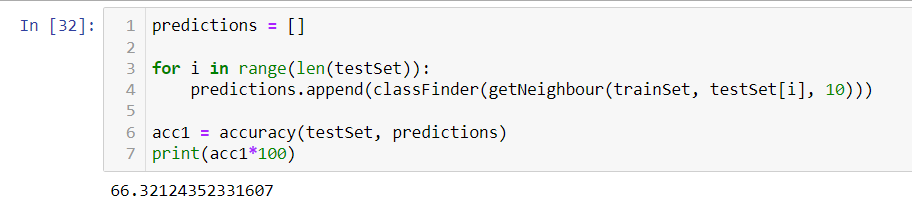 In [32]:
1 predictions = []
2
3 for i in range(len(testSet)):
4     predictions.append(classFinder(getNeighbour(trainSet, testSet[i], 10)))
5
6 acc1 = accuracy(testSet, predictions)
7 print(acc1*100)
66.32124352331607